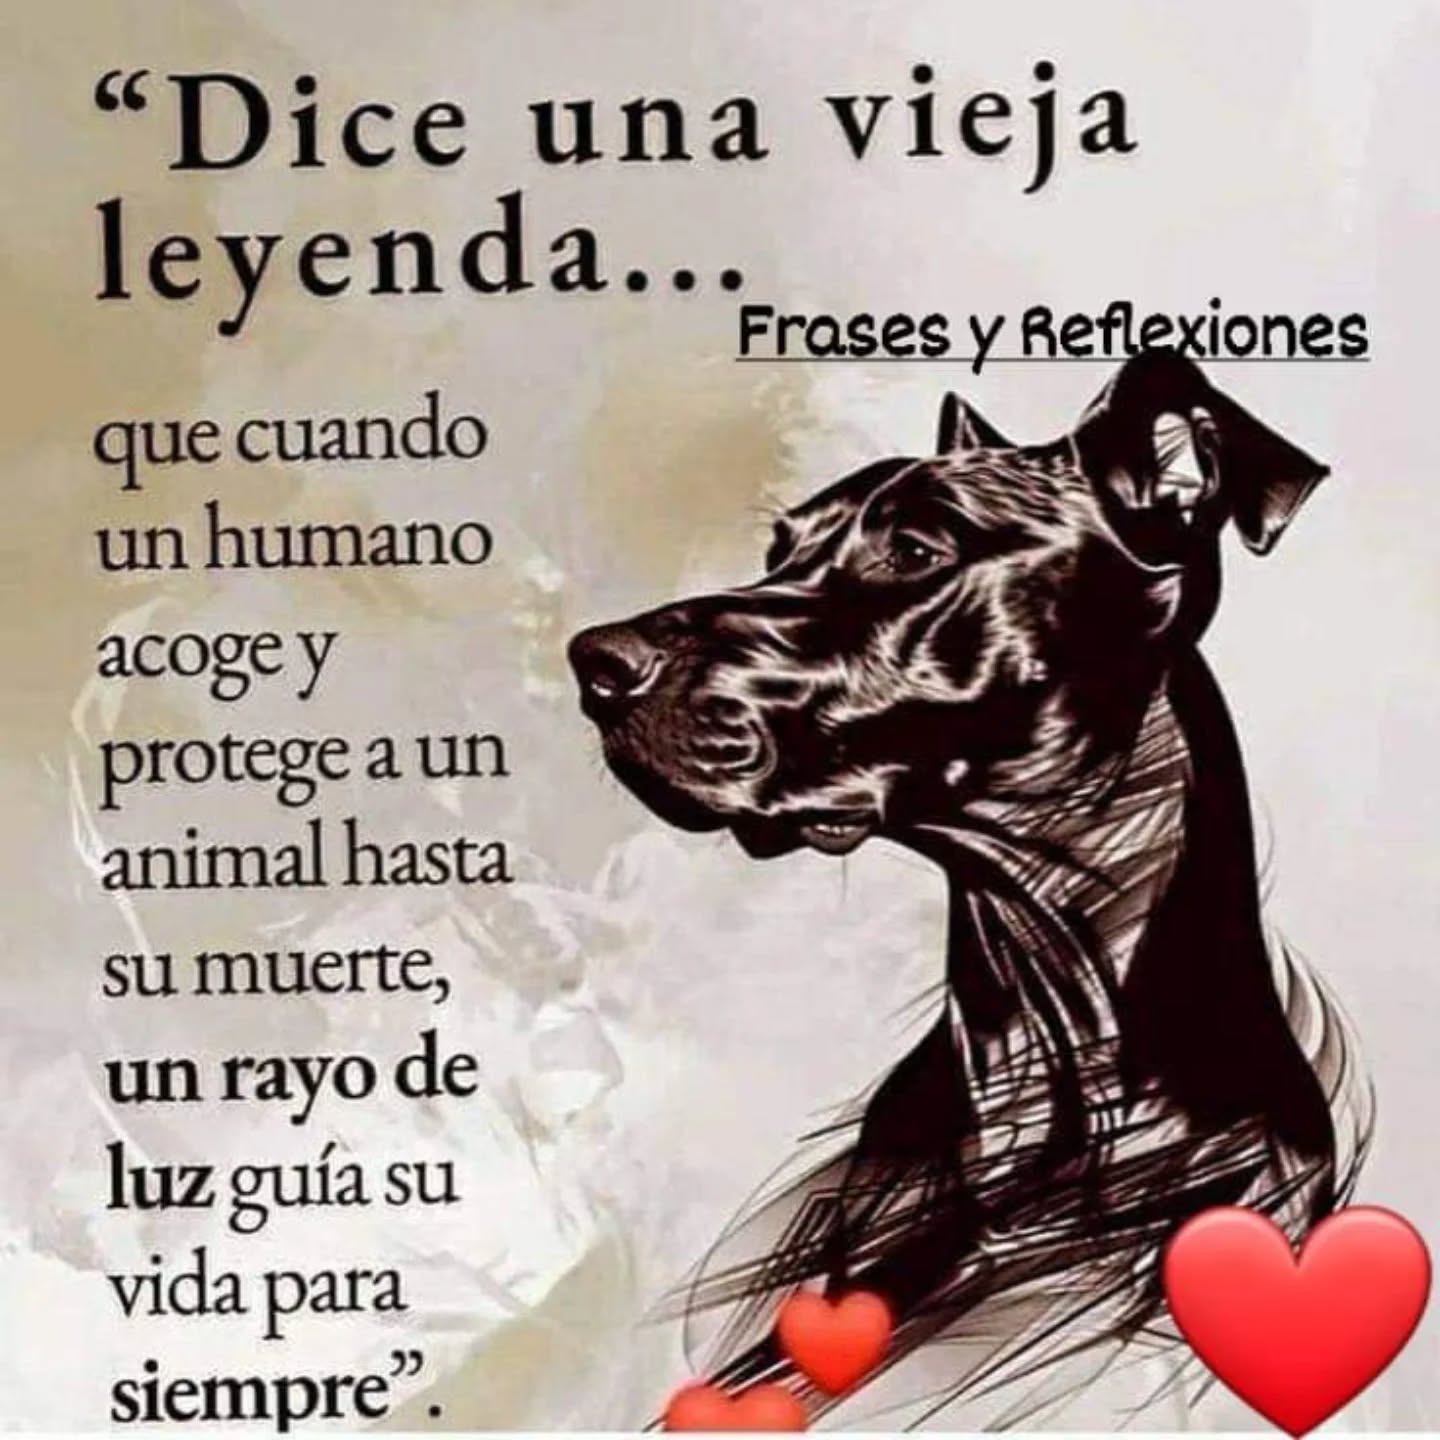 “Dice una vieja
leyenda...
Frases y Reflexiones
que cuando
un humano
acoge y
protege a un
animal hasta
su muerte,
un rayo de
luz guía su
vida para
siempre”.